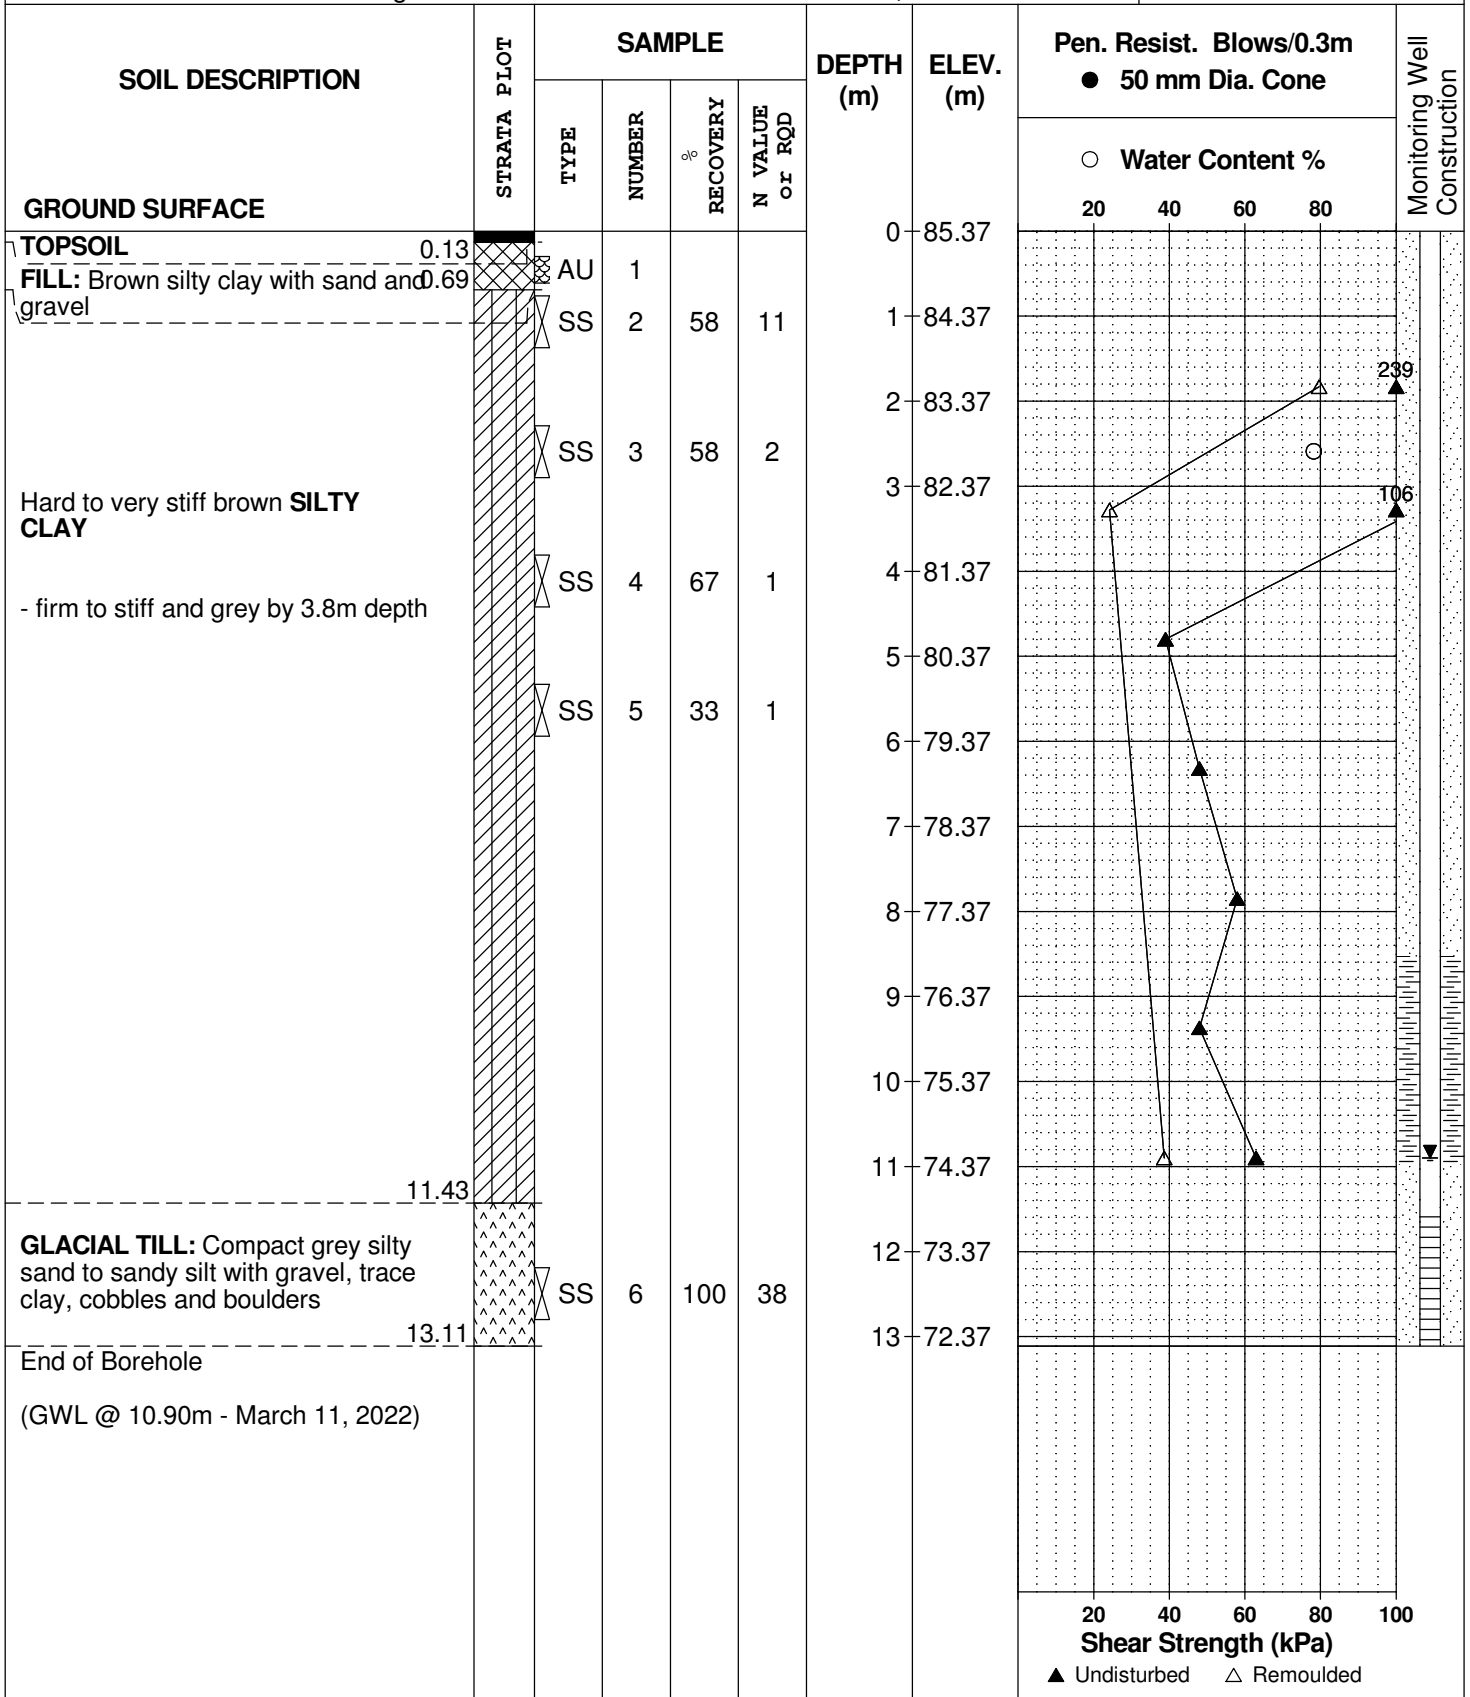 SOIL DESCRIPTION
GROUND SURFACE
STRATA PLOT
SAMPLE
TYPE
NUMBER
% RECOVERY
N VALUE or RQD
DEPTH (m)
ELEV. (m)
Pen. Resist. Blows/0.3m
● 50 mm Dia. Cone
○ Water Content %
20 40 60 80
Monitoring Well Construction
TOPSOIL 0.13
FILL: Brown silty clay with sand and 0.69
gravel
Hard to very stiff brown SILTY
CLAY
- firm to stiff and grey by 3.8m depth
11.43
GLACIAL TILL: Compact grey silty
sand to sandy silt with gravel, trace
clay, cobbles and boulders
13.11
End of Borehole
(GWL @ 10.90m - March 11, 2022)
AU 1
SS 2 58 11
SS 3 58 2
SS 4 67 1
SS 5 33 1
SS 6 100 38
0 85.37
1 84.37
2 83.37
3 82.37
4 81.37
5 80.37
6 79.37
7 78.37
8 77.37
9 76.37
10 75.37
11 74.37
12 73.37
13 72.37
239
106
20 40 60 80 100
Shear Strength (kPa)
▲ Undisturbed △ Remoulded